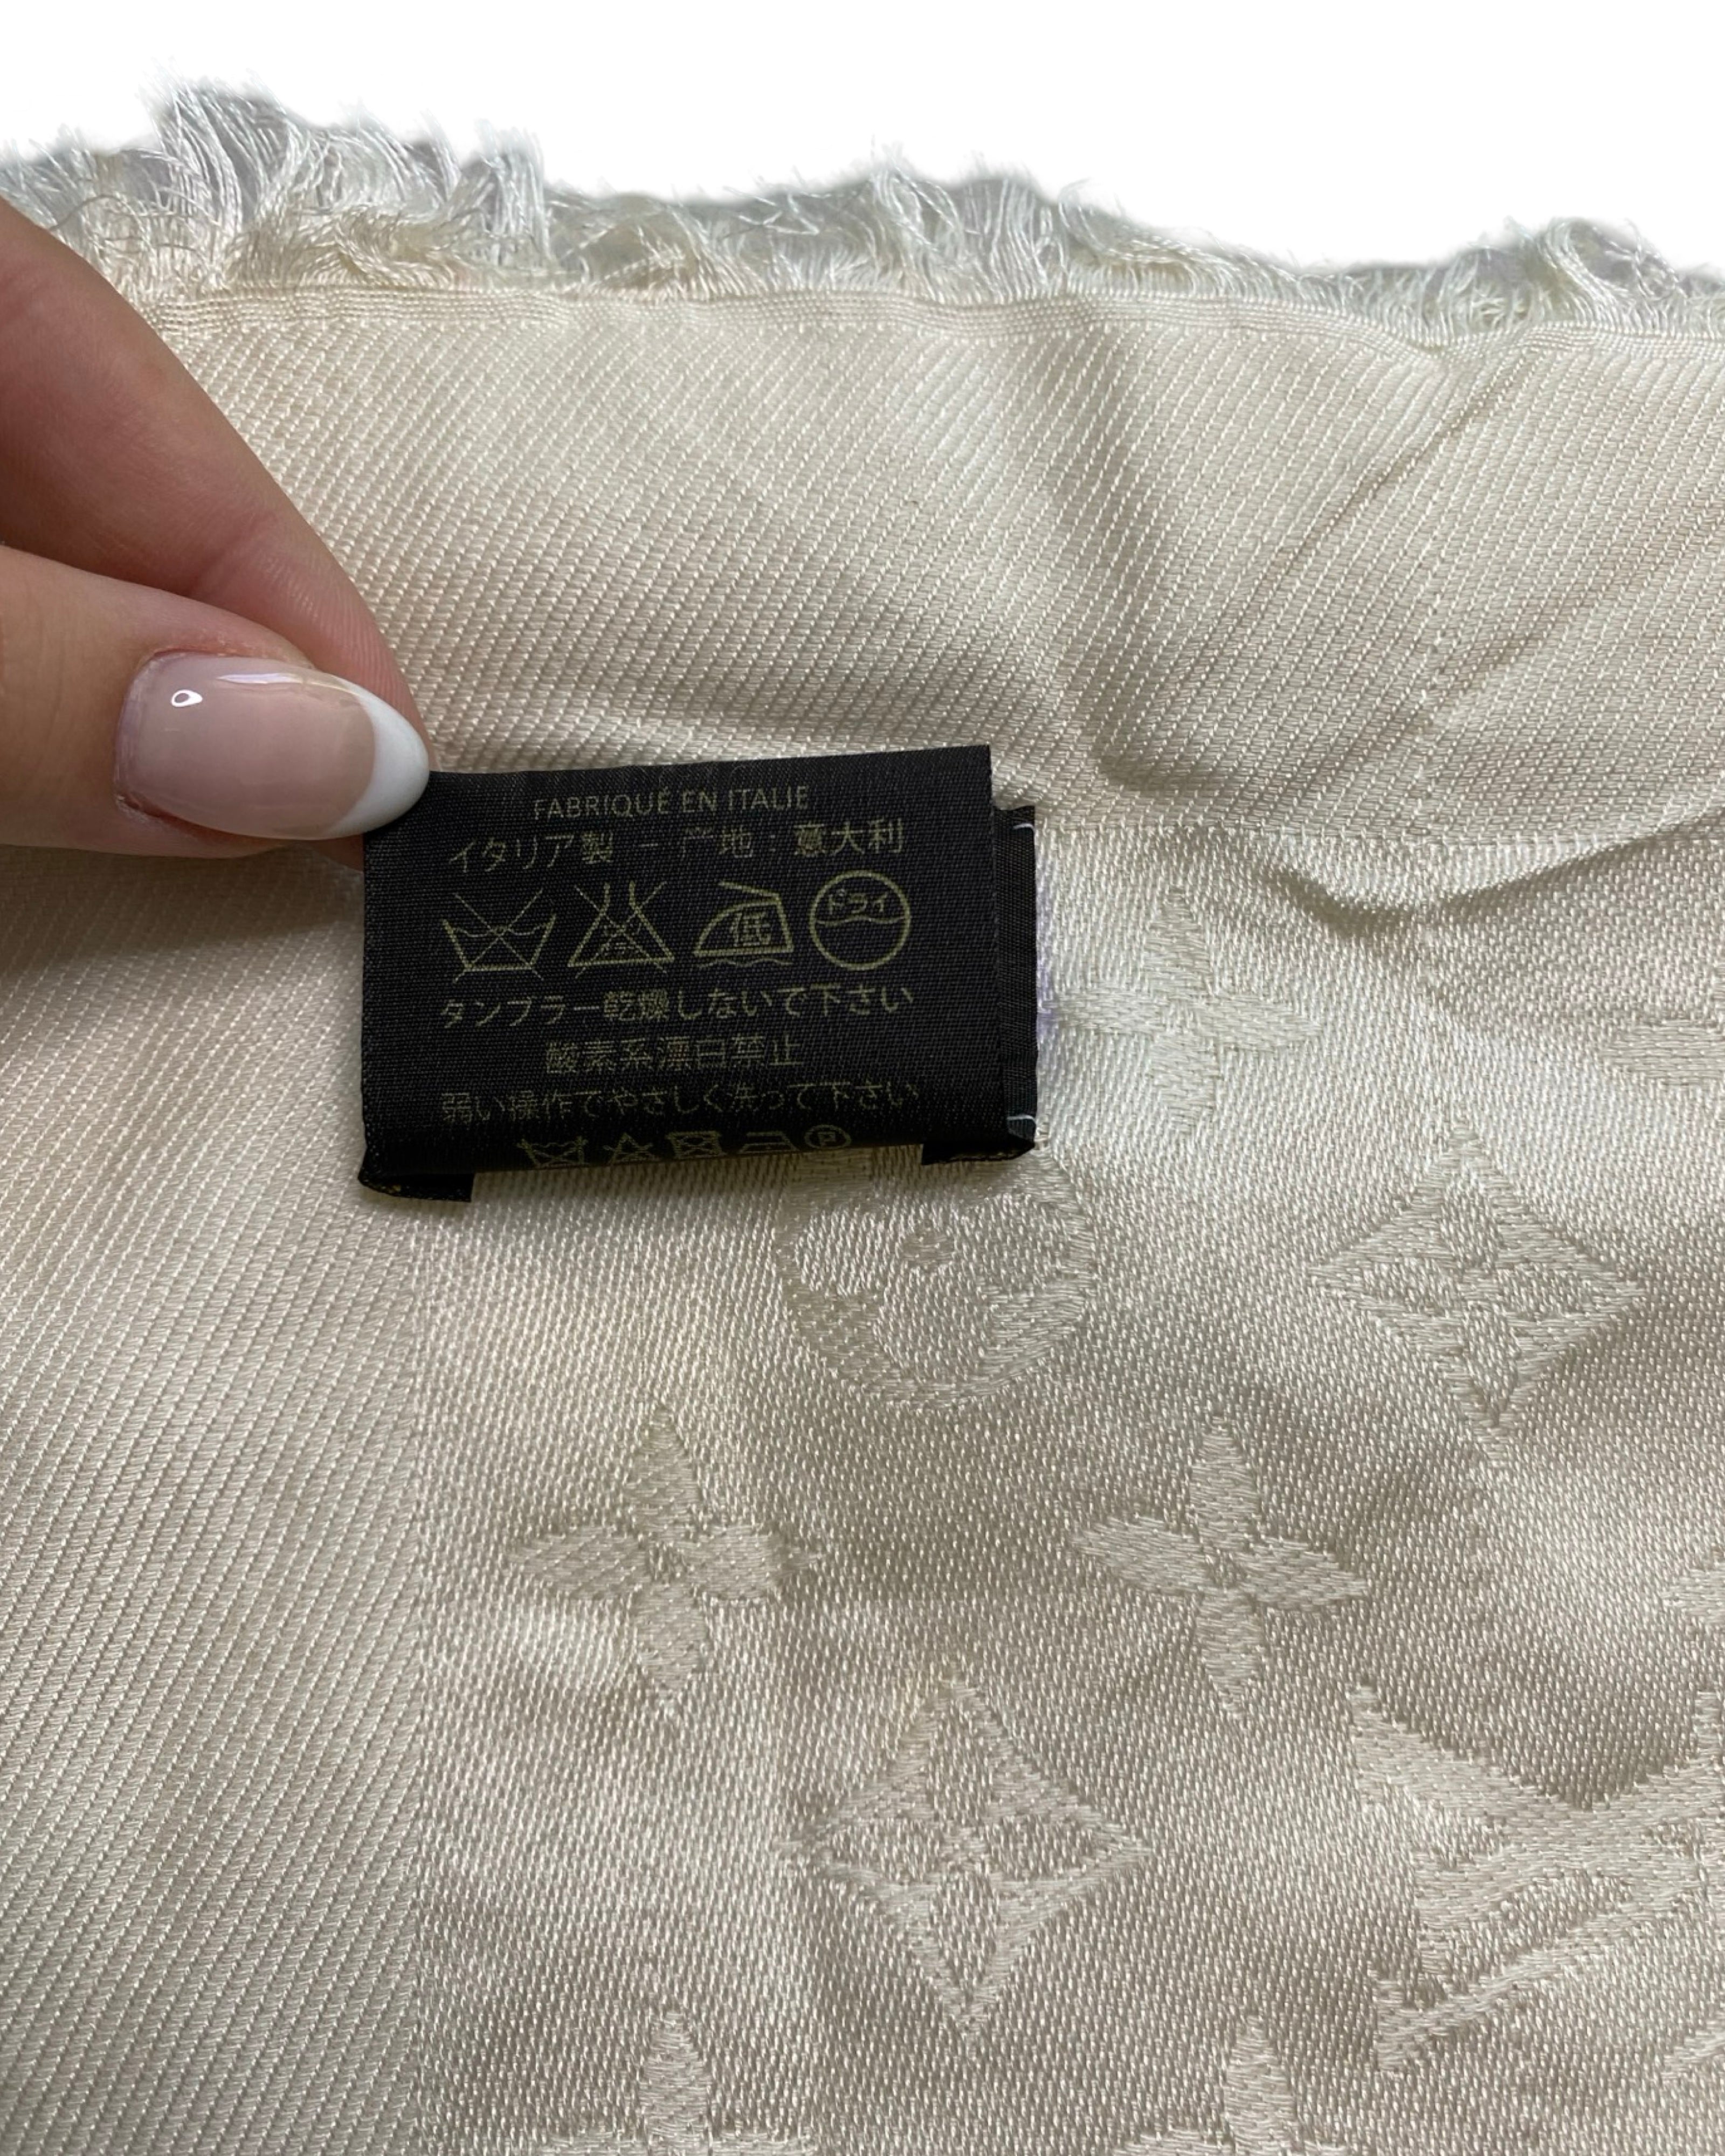 FABRIQUÉ EN ITALIE
イタリア製 - 产地：意大利
低 ドライ
タンブラー乾燥しないで下さい
酸素系漂白禁止
弱い操作でやさしく洗って下さい
P